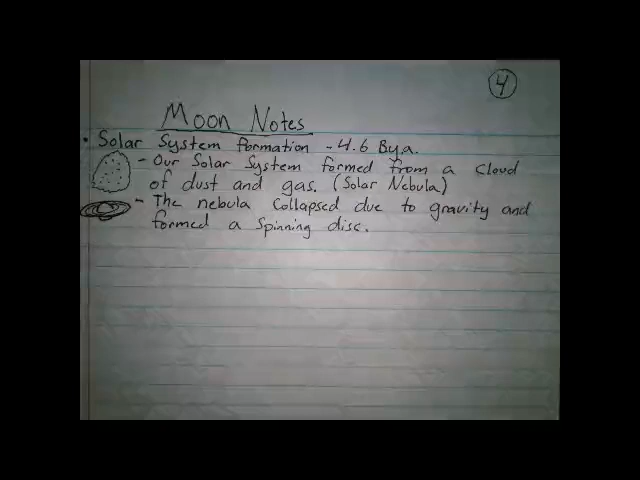 4
Moon Notes
• Solar System formation - 4.6 B.y.a.
- Our Solar System formed from a cloud
of dust and gas. (Solar Nebula)
- The nebula collapsed due to gravity and
formed a spinning disc.